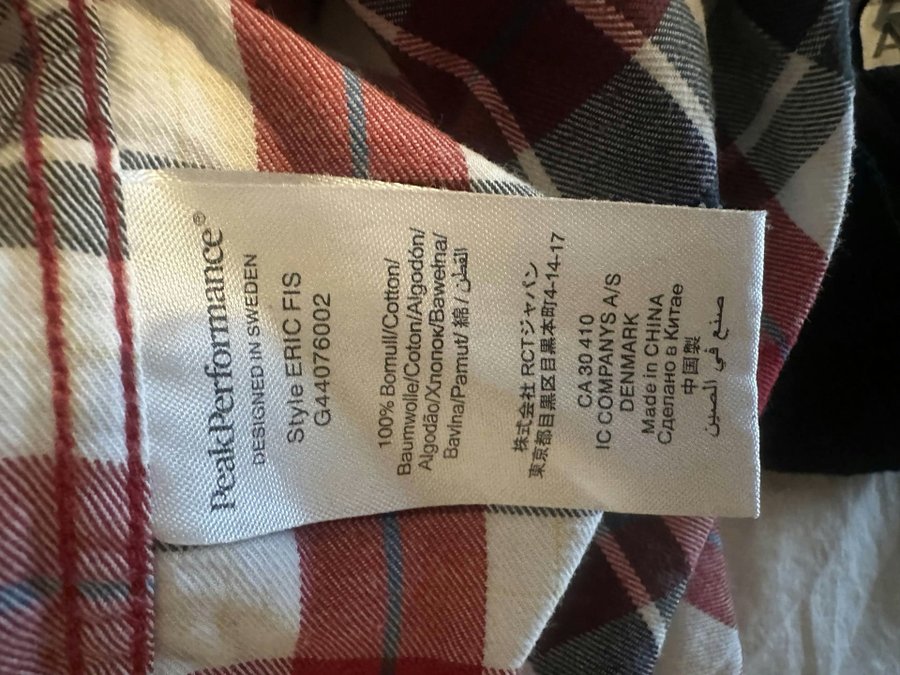 PeakPerformance®
DESIGNED IN SWEDEN
Style ERIC FIS
G44076002
100% Bomull/Cotton/
Baumwolle/Coton/Algodón/
Algodão/Хлопок/Bawełna/
Bavlna/Pamut/ 綿 / القطن
株式会社 RCTジャパン
東京都目黒区目黒本町4-14-17
CA 30 410
IC COMPANYS A/S
DENMARK
Made in CHINA
Сделано в Китае
中国製
صنع في الصين
A